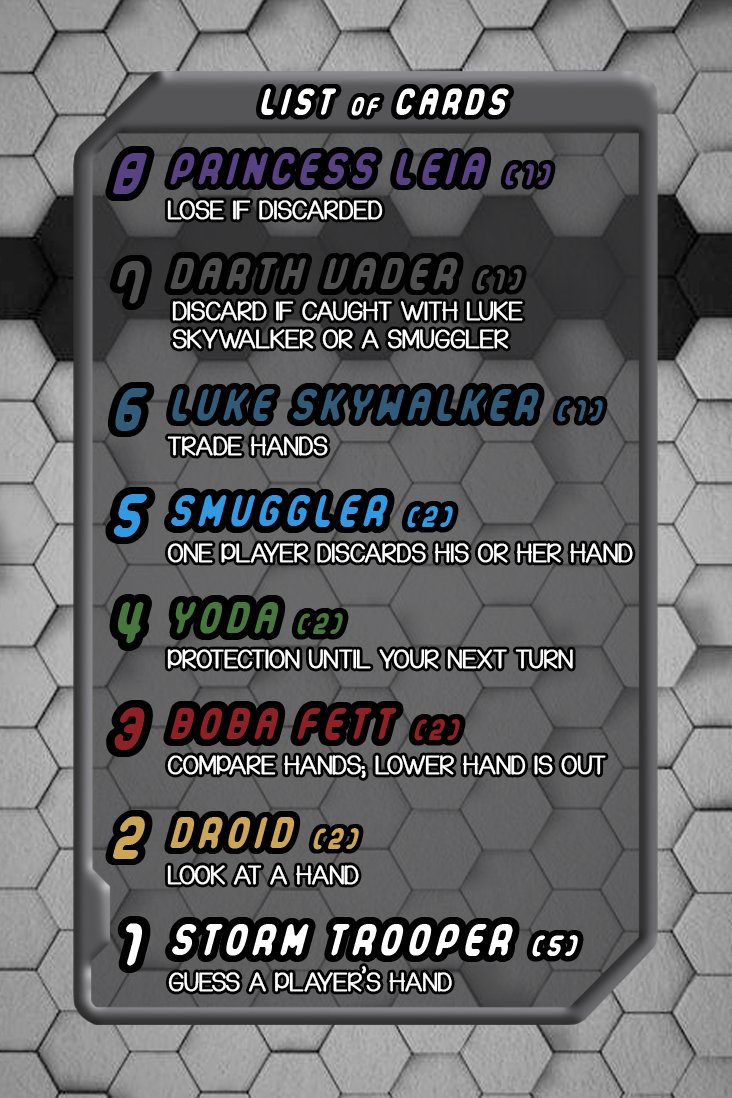 LIST OF CARDS
8 PRINCESS LEIA (1)
LOSE IF DISCARDED
7 DARTH VADER (1)
DISCARD IF CAUGHT WITH LUKE
SKYWALKER OR A SMUGGLER
6 LUKE SKYWALKER (1)
TRADE HANDS
5 SMUGGLER (2)
ONE PLAYER DISCARDS HIS OR HER HAND
4 YODA (2)
PROTECTION UNTIL YOUR NEXT TURN
3 BOBA FETT (2)
COMPARE HANDS; LOWER HAND IS OUT
2 DROID (2)
LOOK AT A HAND
1 STORM TROOPER (5)
GUESS A PLAYER'S HAND